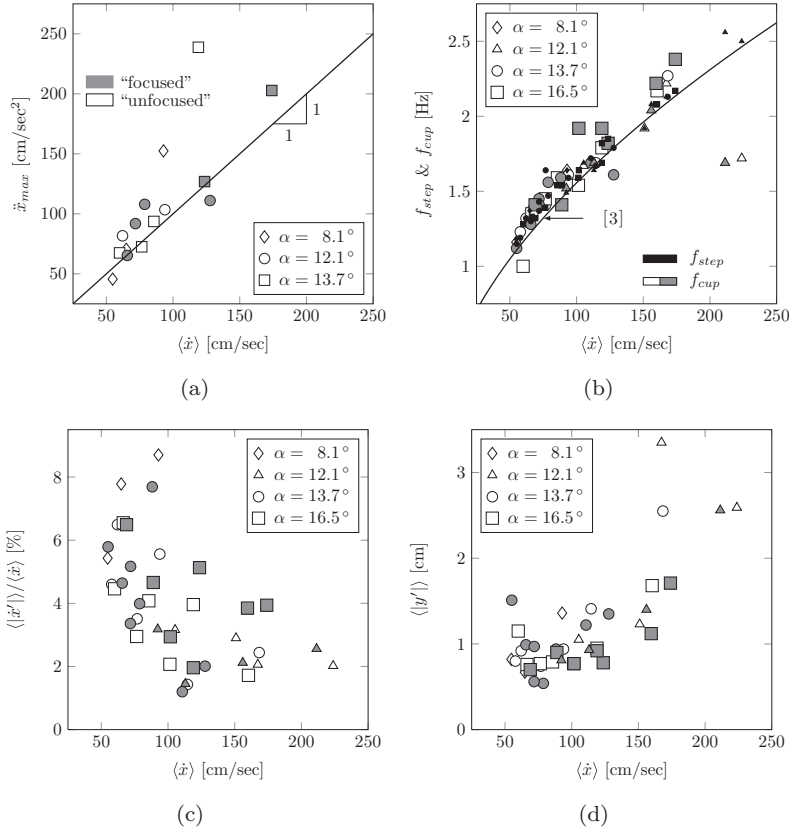 250
200
150
100
50
50 100 150 200 250
ẍmax [cm/sec²]
⟨ẋ⟩ [cm/sec]
"focused"
"unfocused"
1
1
α = 8.1°
α = 12.1°
α = 13.7°
(a)
2.5
2
1.5
1
50 100 150 200 250
fstep & fcup [Hz]
⟨ẋ⟩ [cm/sec]
α = 8.1°
α = 12.1°
α = 13.7°
α = 16.5°
[3]
fstep
fcup
(b)
8
6
4
2
0
50 100 150 200 250
⟨|ẋ′|⟩/⟨ẋ⟩ [%]
⟨ẋ⟩ [cm/sec]
α = 8.1°
α = 12.1°
α = 13.7°
α = 16.5°
(c)
3
2
1
0
50 100 150 200 250
⟨|y′|⟩ [cm]
⟨ẋ⟩ [cm/sec]
α = 8.1°
α = 12.1°
α = 13.7°
α = 16.5°
(d)